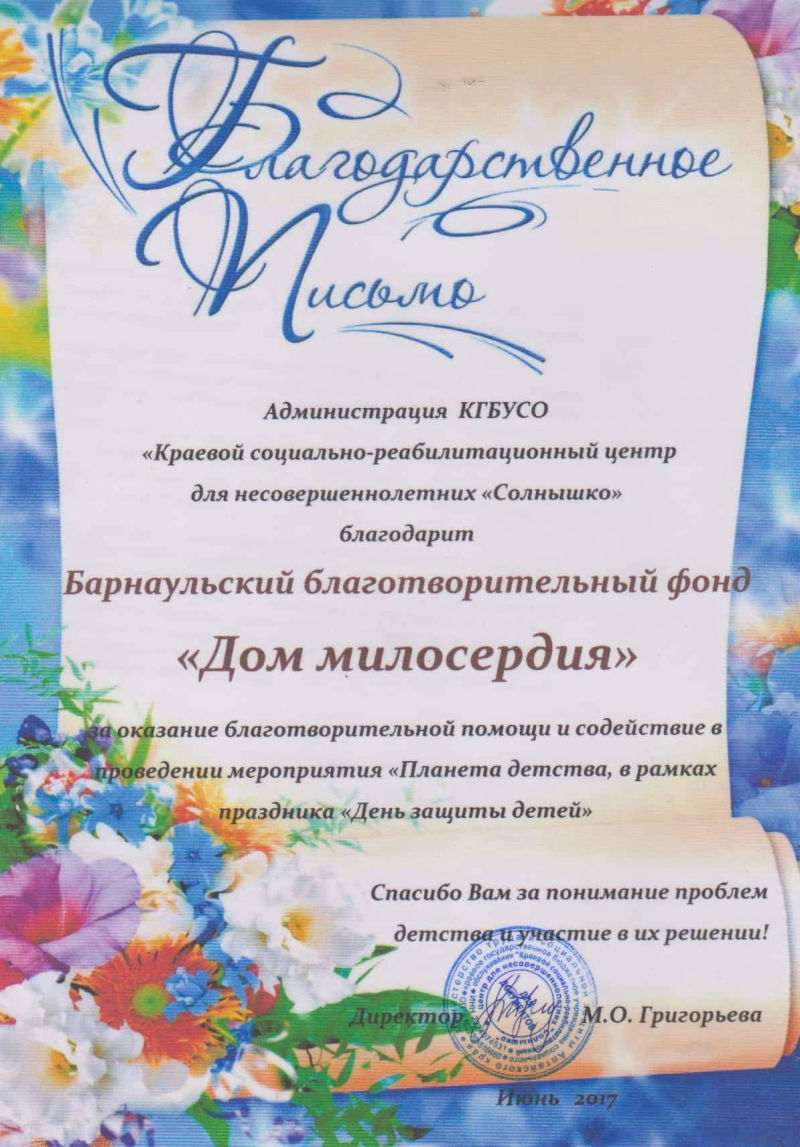 Благодарственное
Письмо
Администрация КГБУСО
«Краевой социально-реабилитационный центр
для несовершеннолетних «Солнышко»
благодарит
Барнаульский благотворительный фонд
«Дом милосердия»
за оказание благотворительной помощи и содействие в
проведении мероприятия «Планета детства, в рамках
праздника «День защиты детей»
Спасибо Вам за понимание проблем
детства и участие в их решении!
Директор М.О. Григорьева
для документов
Июнь 2017